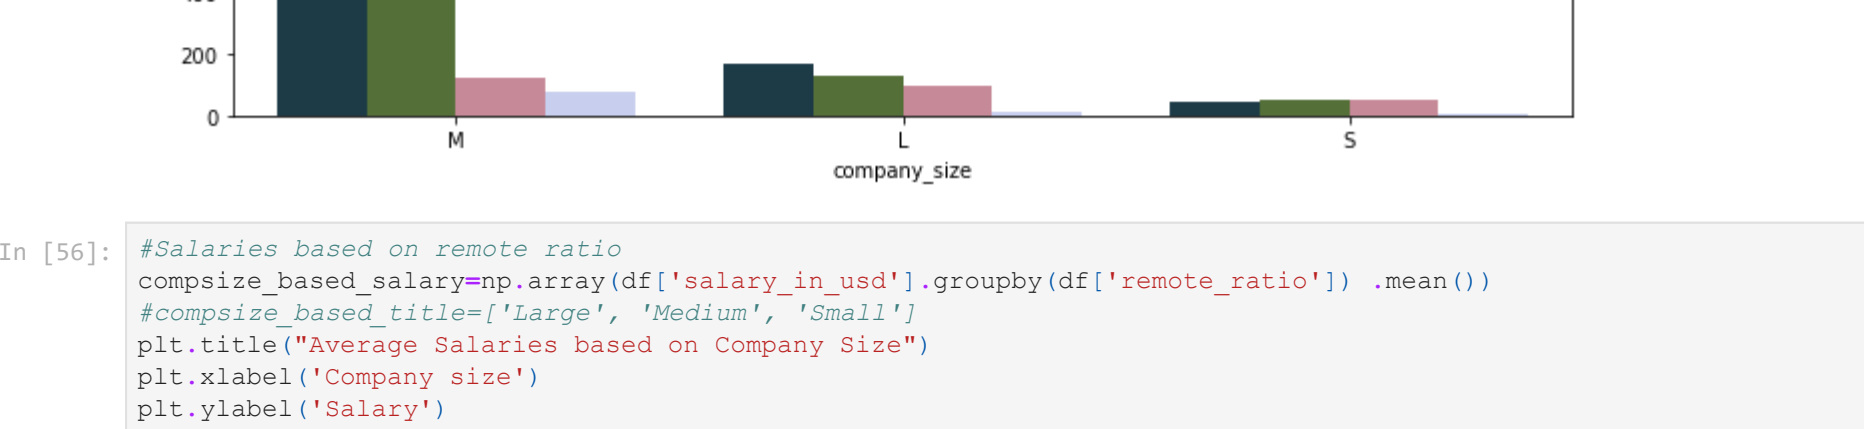 200
0
M L S
company_size
In [56]:
#Salaries based on remote ratio
compsize_based_salary=np.array(df['salary_in_usd'].groupby(df['remote_ratio']) .mean())
#compsize_based_title=['Large', 'Medium', 'Small']
plt.title("Average Salaries based on Company Size")
plt.xlabel('Company size')
plt.ylabel('Salary')